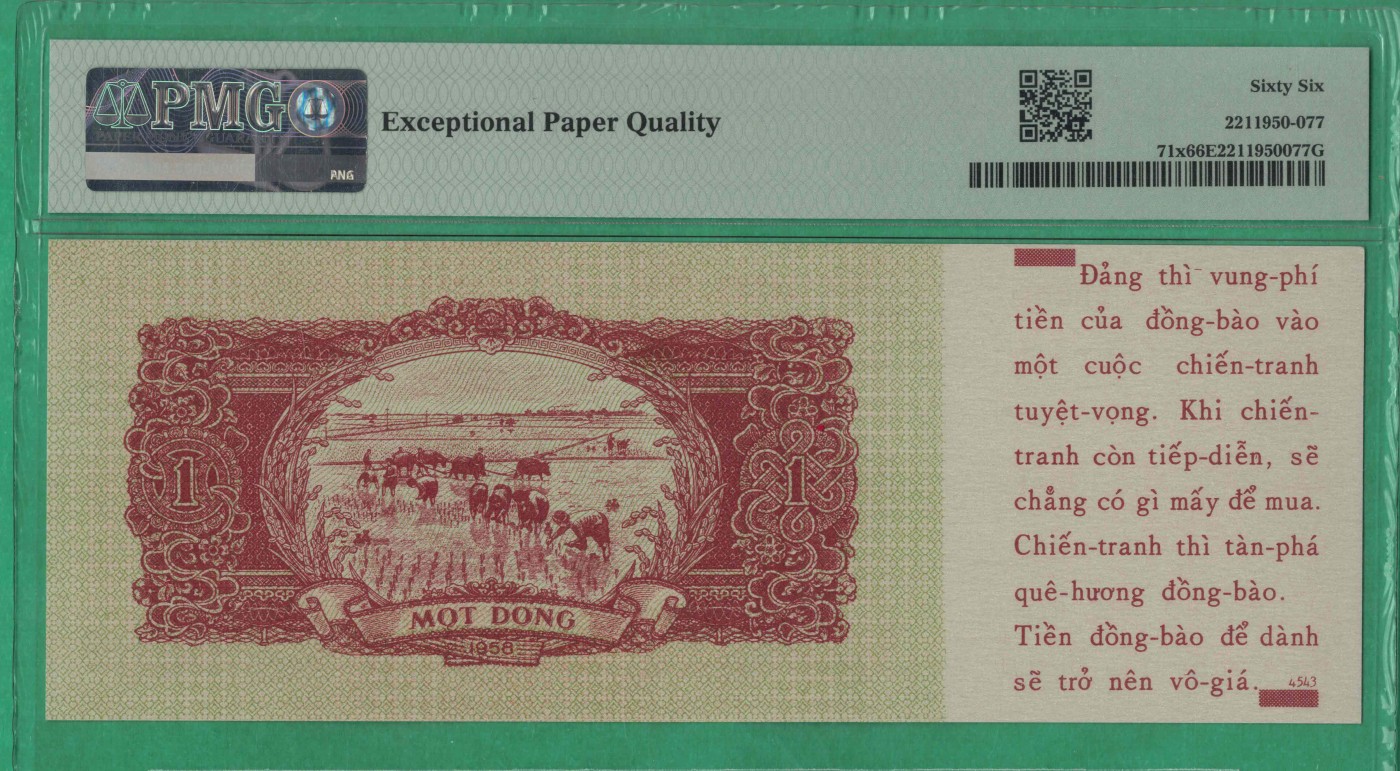 PMG
PNG
Exceptional Paper Quality
Sixty Six
2211950-077
71x66E2211950077G
Đảng thì vung-phí
tiền của đồng-bào vào
một cuộc chiến-tranh
tuyệt-vọng. Khi chiến-
tranh còn tiếp-diễn, sẽ
chẳng có gì mấy để mua.
Chiến-tranh thì tàn-phá
quê-hương đồng-bào.
Tiền đồng-bào để dành
sẽ trở nên vô-giá.
4543
1
1
MỘT DONG
1958